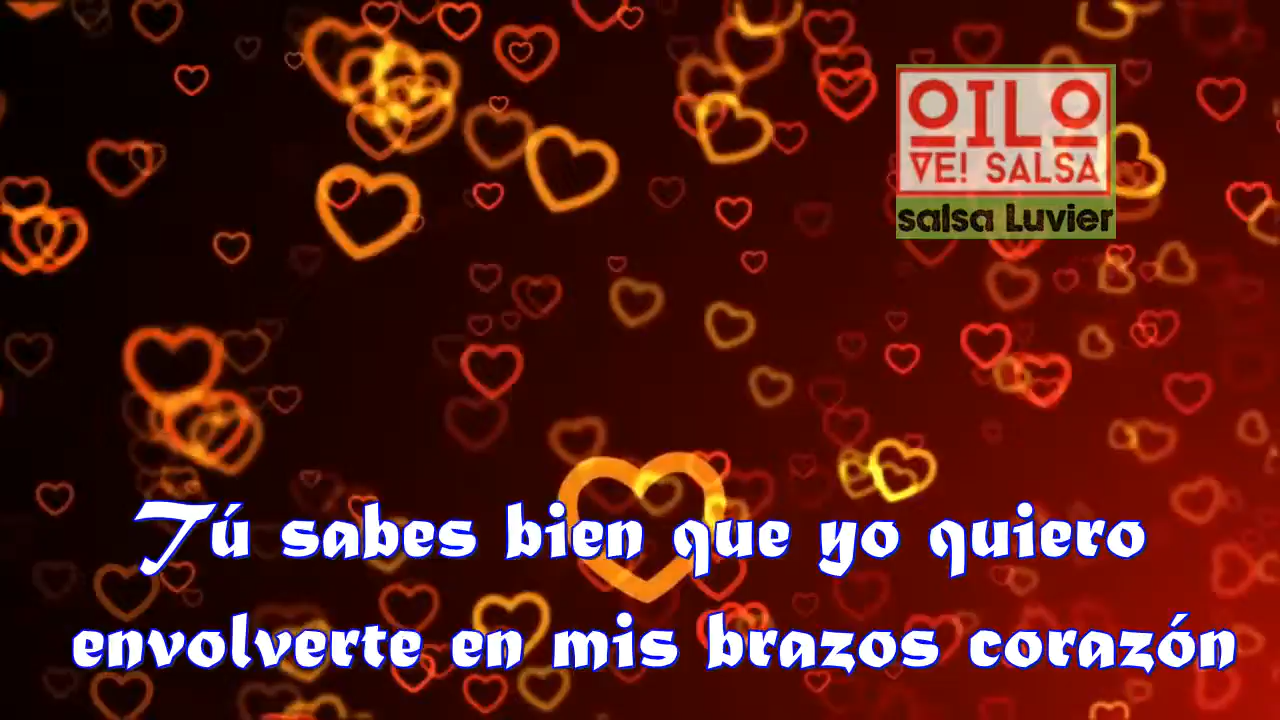 OILO
VE! SALSA
salsa Luvier
Tú sabes bien que yo quiero
envolverte en mis brazos corazón